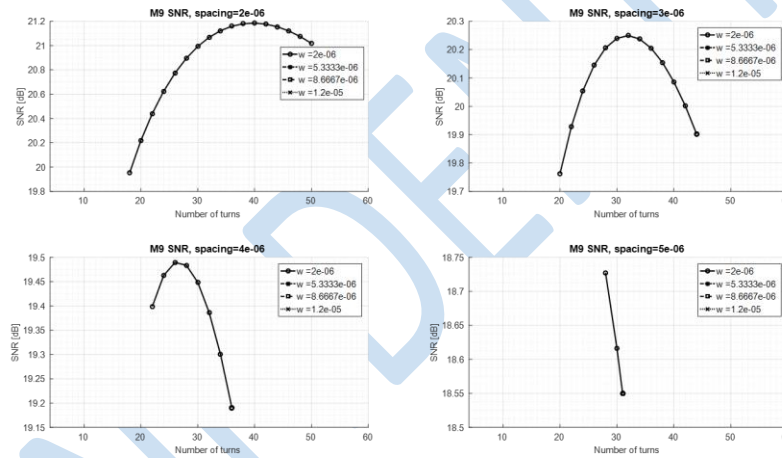 M9 SNR, spacing=2e-06
21.2
21
20.8
20.6
20.4
20.2
20
19.8
SNR [dB]
w =2e-06
w =5.3333e-06
w =8.6667e-06
w =1.2e-05
10 20 30 40 50 60
Number of turns
M9 SNR, spacing=3e-06
20.3
20.2
20.1
20
19.9
19.8
19.7
SNR [dB]
w =2e-06
w =5.3333e-06
w =8.6667e-06
w =1.2e-05
10 20 30 40 50
Number of turns
M9 SNR, spacing=4e-06
19.5
19.45
19.4
19.35
19.3
19.25
19.2
19.15
SNR [dB]
w =2e-06
w =5.3333e-06
w =8.6667e-06
w =1.2e-05
10 20 30 40 50 60
Number of turns
M9 SNR, spacing=5e-06
18.75
18.7
18.65
18.6
18.55
18.5
SNR [dB]
w =2e-06
w =5.3333e-06
w =8.6667e-06
w =1.2e-05
10 20 30 40 50
Number of turns